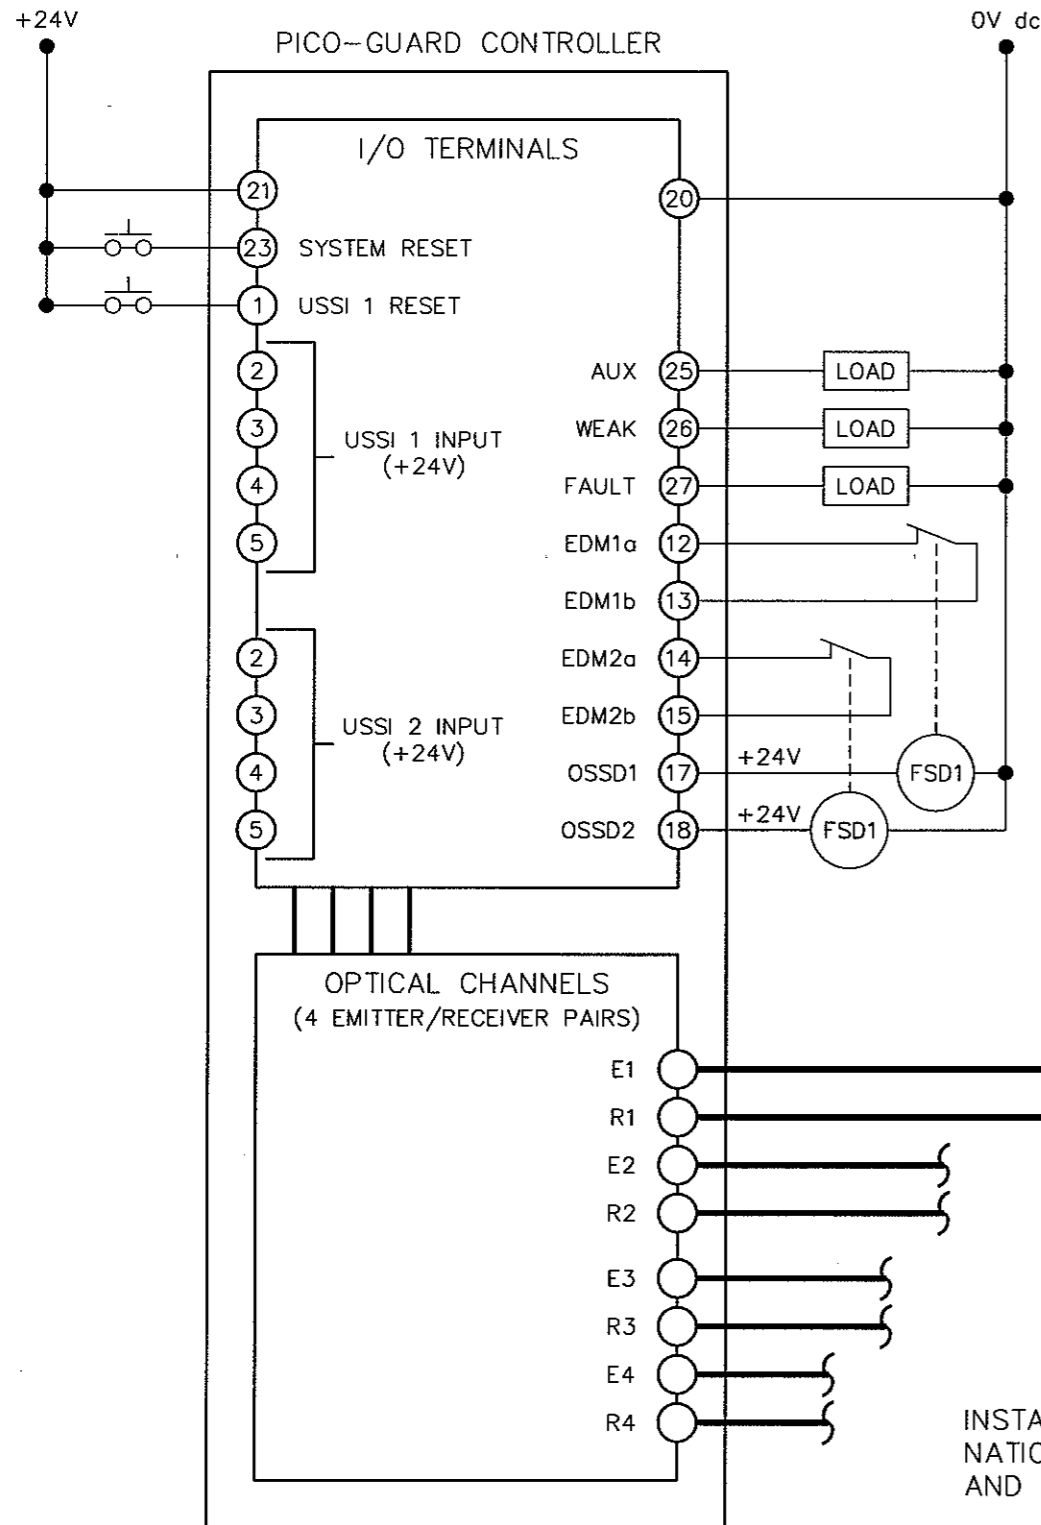 +24V
0V dc
PICO-GUARD CONTROLLER
I/O TERMINALS
21
20
23 SYSTEM RESET
1 USSI 1 RESET
2
3
4
5
USSI 1 INPUT
(+24V)
2
3
4
5
USSI 2 INPUT
(+24V)
AUX 25 LOAD
WEAK 26 LOAD
FAULT 27 LOAD
EDM1a 12
EDM1b 13
EDM2a 14
EDM2b 15
OSSD1 17 +24V FSD1
OSSD2 18 +24V FSD1
OPTICAL CHANNELS
(4 EMITTER/RECEIVER PAIRS)
E1
R1
E2
R2
E3
R3
E4
R4
INSTA
NATIO
AND